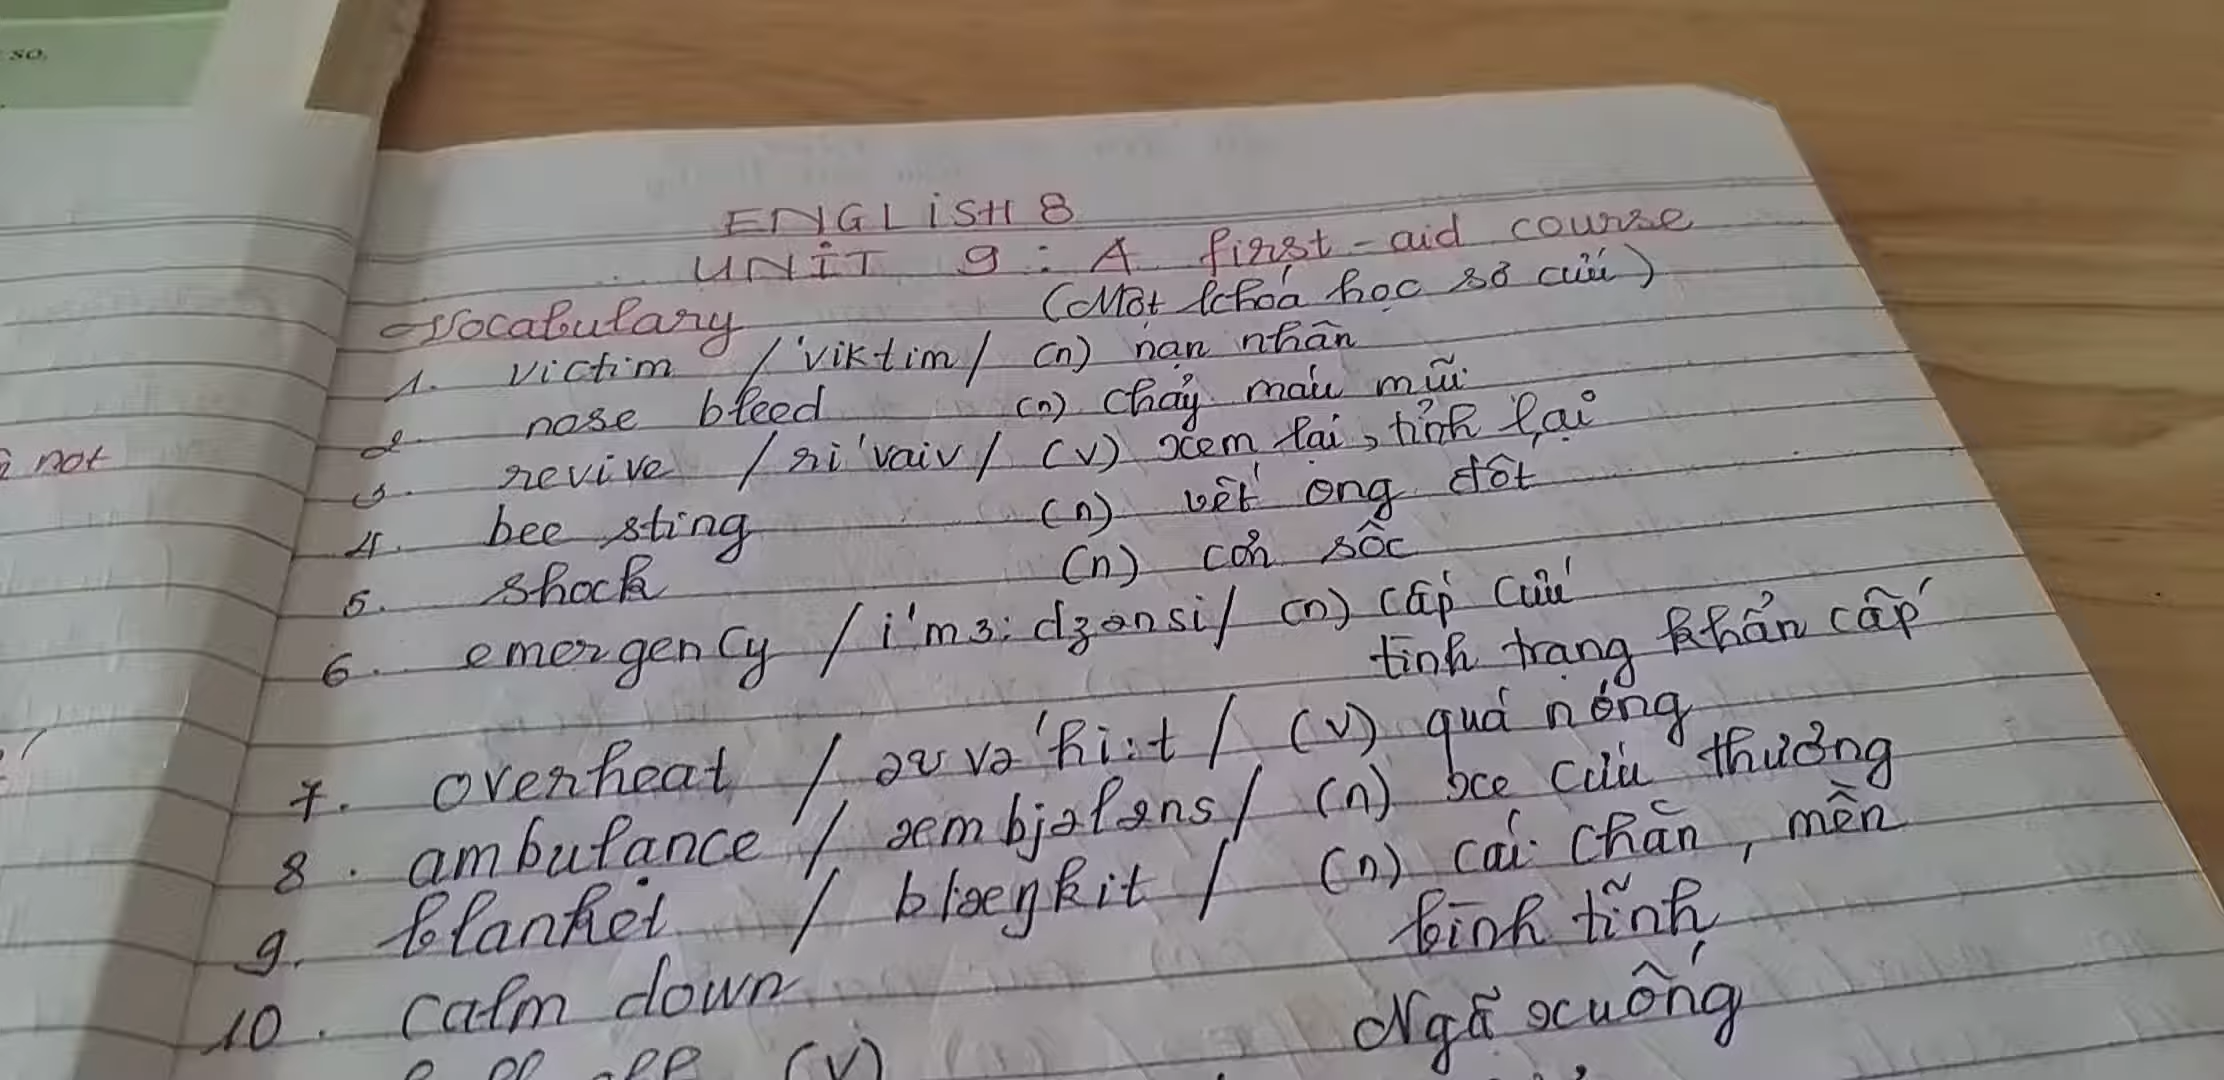 so,
not
ENGLISH 8
UNIT 9 : A first-aid course
(Một khoá học sơ cứu)
Vocabulary
1. victim /'viktim/ (n) nạn nhân
2. nose bleed (n) chảy máu mũi
3. revive /ri'vaiv/ (v) xem lại, tỉnh lại
4. bee sting (n) vết ong đốt
5. shock (n) cơn sốc
6. emergency /i'mɜ:dʒənsi/ (n) cấp cứu
tình trạng khẩn cấp
7. overheat /əʊvə'hi:t/ (v) quá nóng
8. ambulance /æmbjələns/ (n) xe cứu thương
9. blanket /blæŋkit/ (n) cái chăn, mền
10. calm down bình tĩnh
(v) Ngã xuống